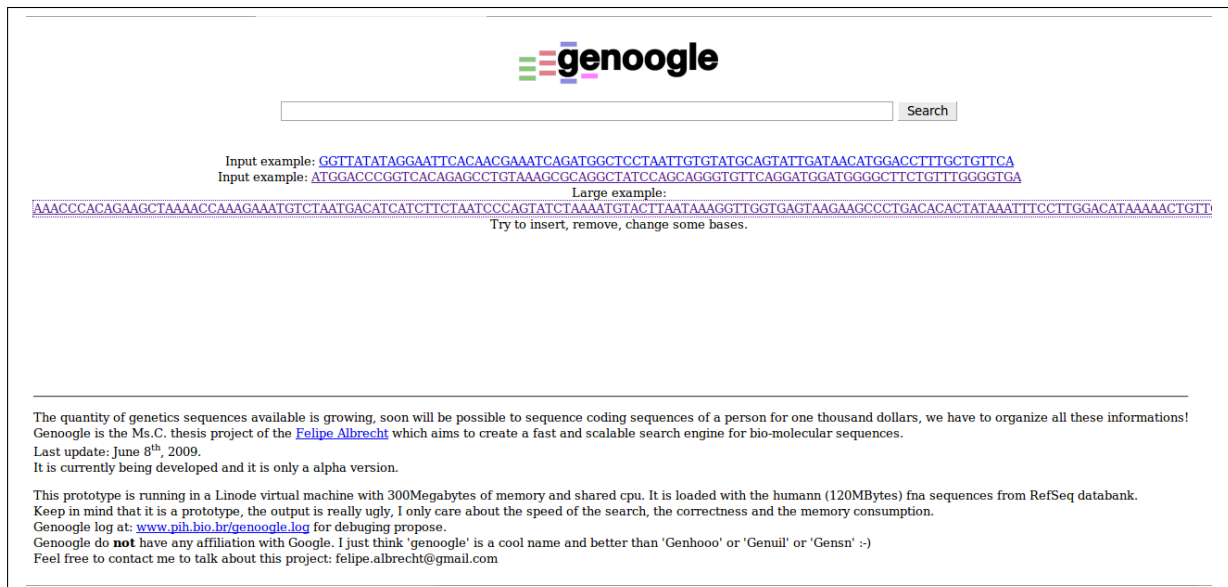 genoogle
Search
Input example: GGTTATATAGGAATTCACAACGAAATCAGATGGCTCCTAATTGTGTATGCAGTATTGATAACATGGACCTTTGCTGTTCA
Input example: ATGGACCCGGTCACAGAGCCTGTAAAGCGCAGGCTATCCAGCAGGGTGTTCAGGATGGATGGGGCTTCTGTTTGGGGTGA
Large example:
AAACCCACAGAAGCTAAAACCAAAGAAATGTCTAATGACATCATCTTCTAATCCCAGTATCTAAAATGTACTTAATAAAGGTTGGTGAGTAAGAAGCCCTGACACACTATAAATTTCCTTGGACATAAAAACTGTT
Try to insert, remove, change some bases.
The quantity of genetics sequences available is growing, soon will be possible to sequence coding sequences of a person for one thousand dollars, we have to organize all these informations!
Genoogle is the Ms.C. thesis project of the Felipe Albrecht which aims to create a fast and scalable search engine for bio-molecular sequences.
Last update: June 8th, 2009.
It is currently being developed and it is only a alpha version.
This prototype is running in a Linode virtual machine with 300Megabytes of memory and shared cpu. It is loaded with the humann (120MBytes) fna sequences from RefSeq databank.
Keep in mind that it is a prototype, the output is really ugly, I only care about the speed of the search, the correctness and the memory consumption.
Genoogle log at: www.pih.bio.br/genoogle.log for debuging propose.
Genoogle do not have any affiliation with Google. I just think 'genoogle' is a cool name and better than 'Genhooo' or 'Genuil' or 'Gensn' :-)
Feel free to contact me to talk about this project: felipe.albrecht@gmail.com